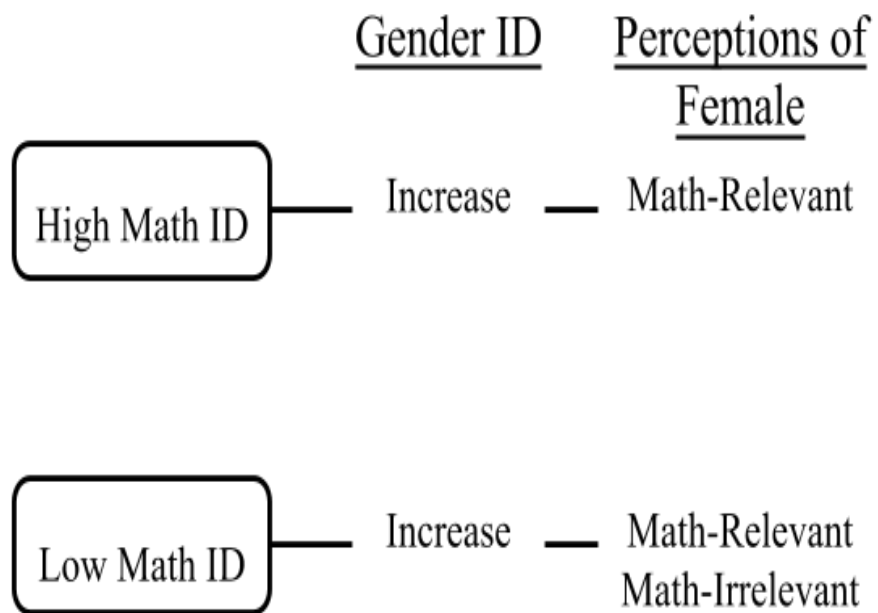 Gender ID Perceptions of
Female
High Math ID Increase Math-Relevant
Low Math ID Increase Math-Relevant
Math-Irrelevant